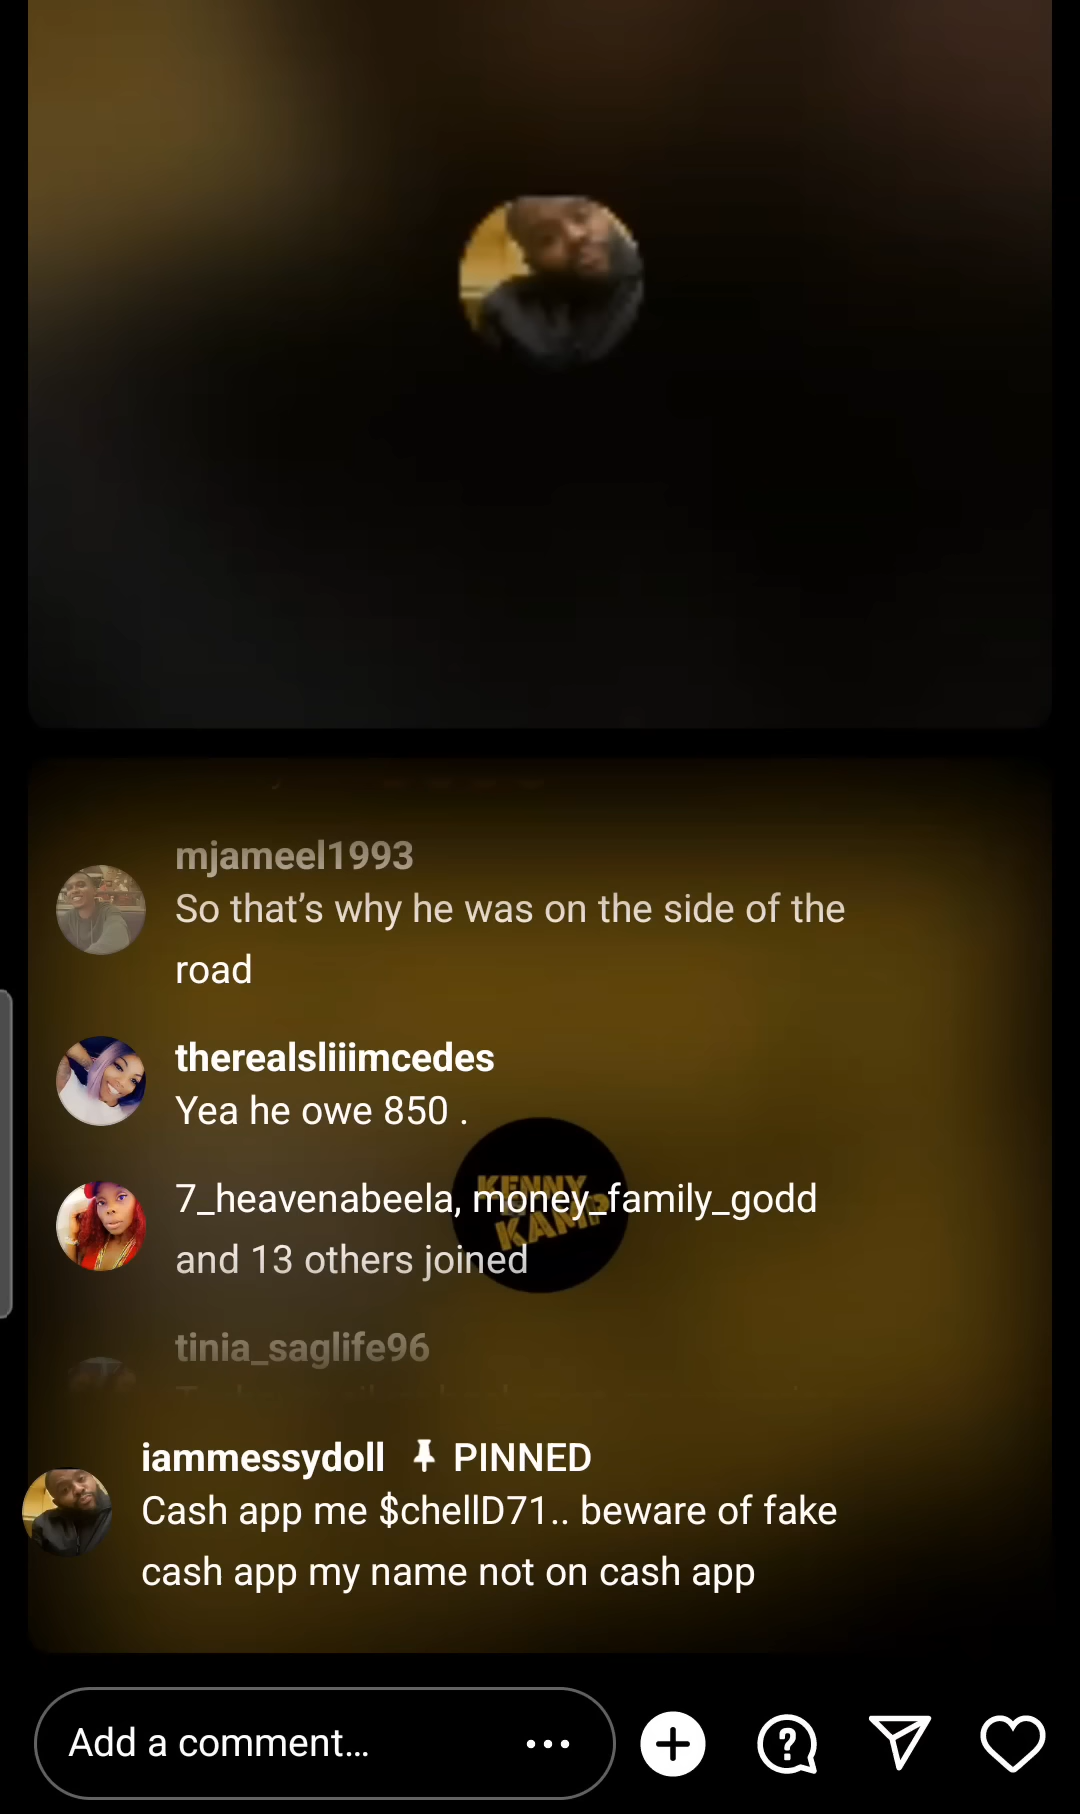 mjameel1993
So that’s why he was on the side of the
road
therealsliiimcedes
Yea he owe 850 .
KENNY
KAMP
7_heavenabeela, money_family_godd
and 13 others joined
tinia_saglife96
iammessydoll PINNED
Cash app me $chellD71.. beware of fake
cash app my name not on cash app
Add a comment...